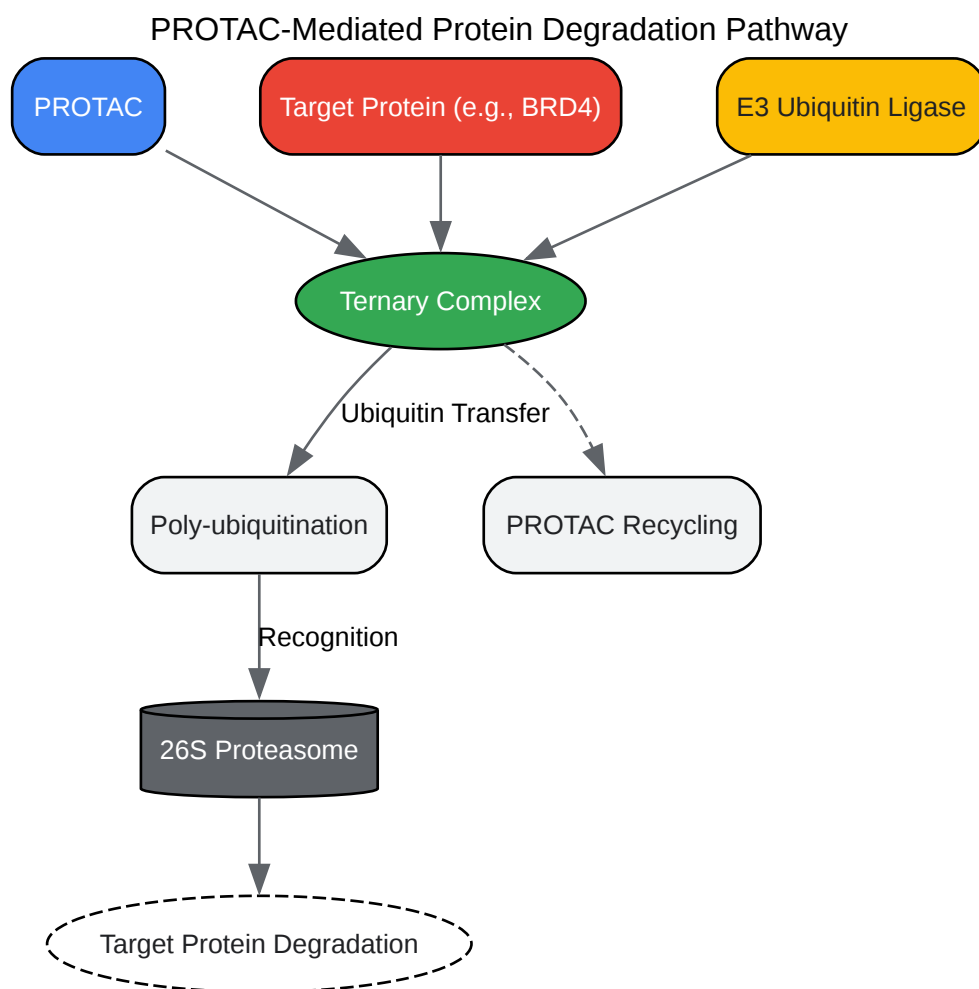 PROTAC-Mediated Protein Degradation Pathway
PROTAC
Target Protein (e.g., BRD4)
E3 Ubiquitin Ligase
Ternary Complex
Ubiquitin Transfer
Poly-ubiquitination
PROTAC Recycling
Recognition
26S Proteasome
Target Protein Degradation